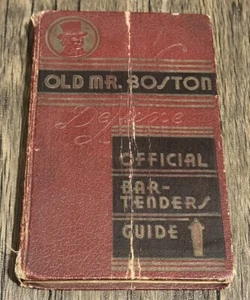 OLD MR. BOSTON
De Luxe
OFFICIAL
BAR-
TENDERS
GUIDE